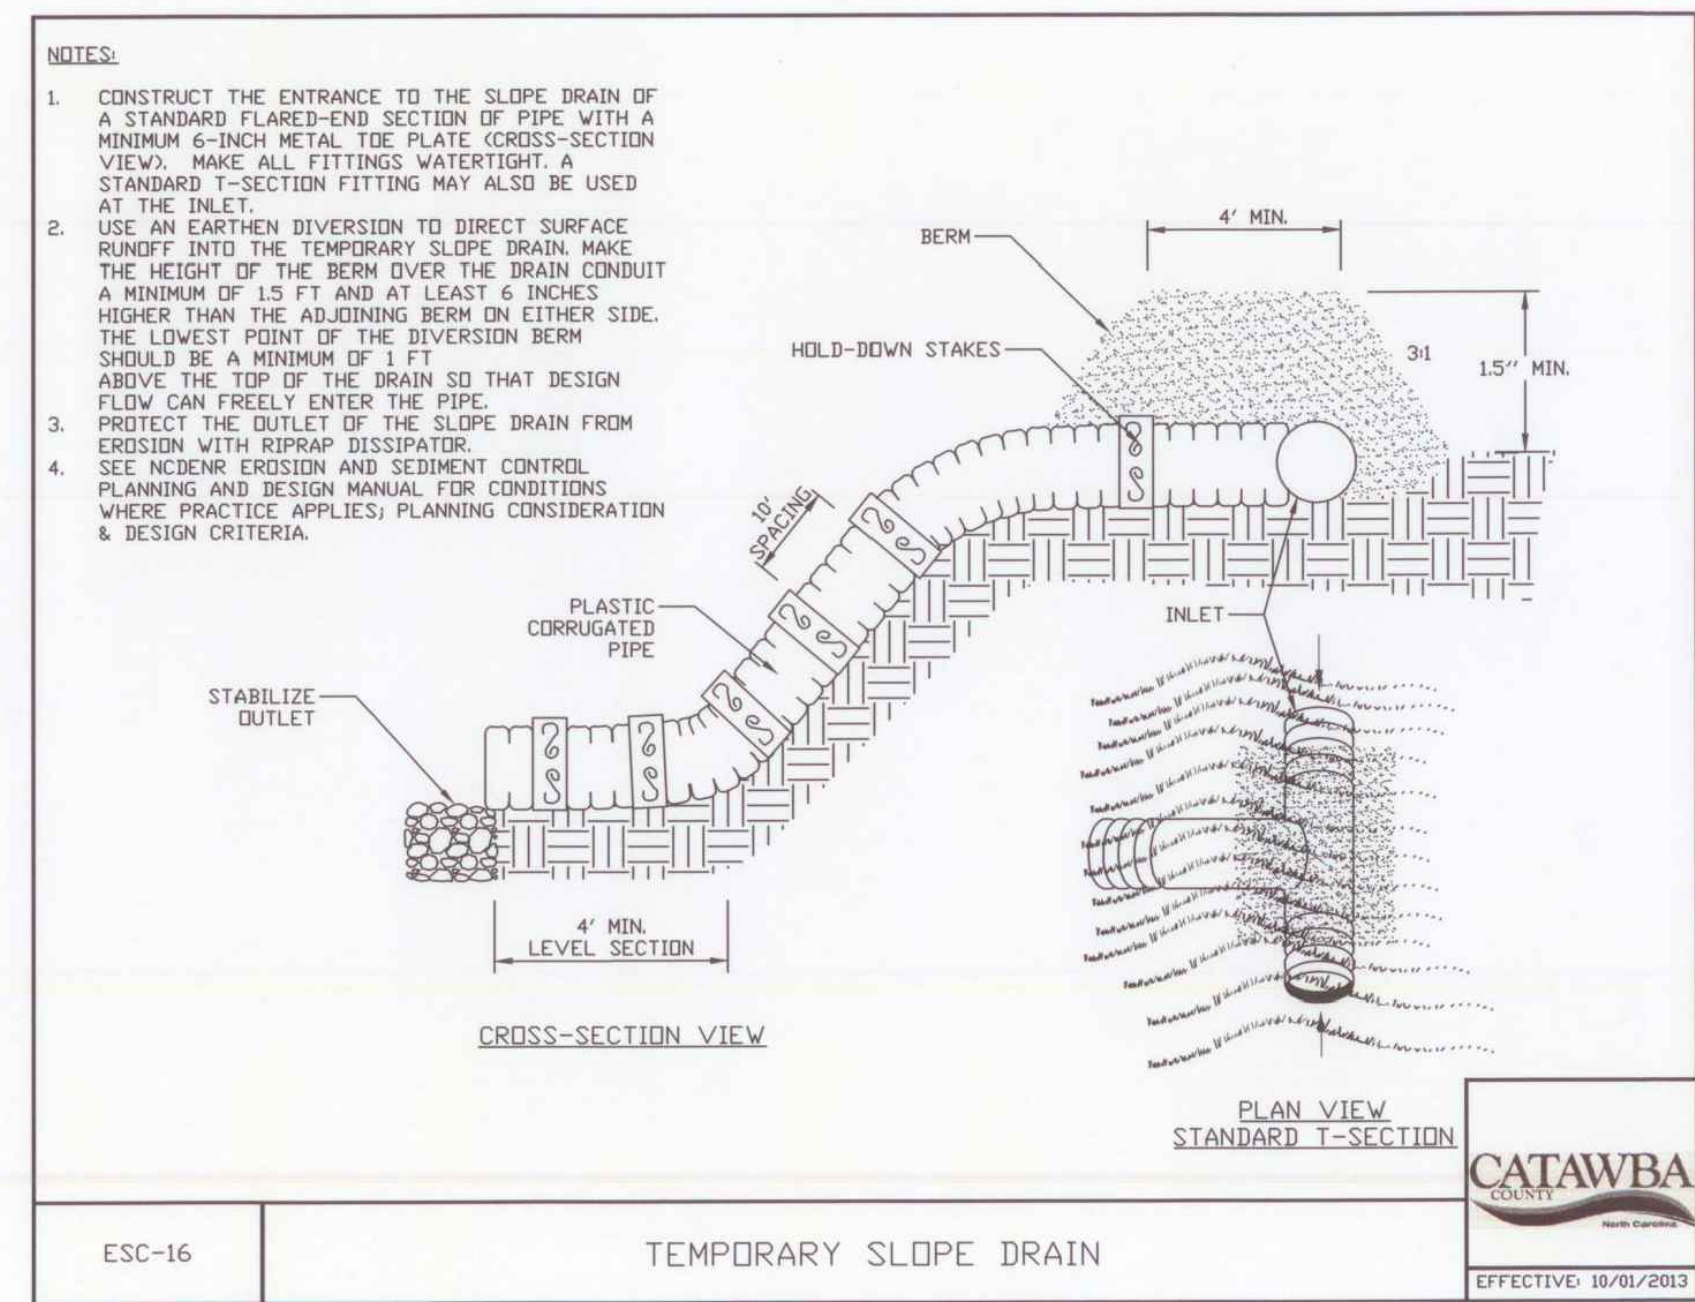 NOTES:
1. CONSTRUCT THE ENTRANCE TO THE SLOPE DRAIN OF
A STANDARD FLARED-END SECTION OF PIPE WITH A
MINIMUM 6-INCH METAL TOE PLATE (CROSS-SECTION
VIEW). MAKE ALL FITTINGS WATERTIGHT. A
STANDARD T-SECTION FITTING MAY ALSO BE USED
AT THE INLET.
2. USE AN EARTHEN DIVERSION TO DIRECT SURFACE
RUNOFF INTO THE TEMPORARY SLOPE DRAIN. MAKE
THE HEIGHT OF THE BERM OVER THE DRAIN CONDUIT
A MINIMUM OF 1.5 FT AND AT LEAST 6 INCHES
HIGHER THAN THE ADJOINING BERM ON EITHER SIDE.
THE LOWEST POINT OF THE DIVERSION BERM
SHOULD BE A MINIMUM OF 1 FT
ABOVE THE TOP OF THE DRAIN SO THAT DESIGN
FLOW CAN FREELY ENTER THE PIPE.
3. PROTECT THE OUTLET OF THE SLOPE DRAIN FROM
EROSION WITH RIPRAP DISSIPATOR.
4. SEE NCDENR EROSION AND SEDIMENT CONTROL
PLANNING AND DESIGN MANUAL FOR CONDITIONS
WHERE PRACTICE APPLIES; PLANNING CONSIDERATION
& DESIGN CRITERIA.
4' MIN.
BERM
HOLD-DOWN STAKES
3:1
1.5'' MIN.
10'
SPACING
PLASTIC
CORRUGATED
PIPE
INLET
STABILIZE
OUTLET
4' MIN.
LEVEL SECTION
CROSS-SECTION VIEW
PLAN VIEW
STANDARD T-SECTION
CATAWBA
COUNTY
North Carolina
ESC-16
TEMPORARY SLOPE DRAIN
EFFECTIVE: 10/01/2013